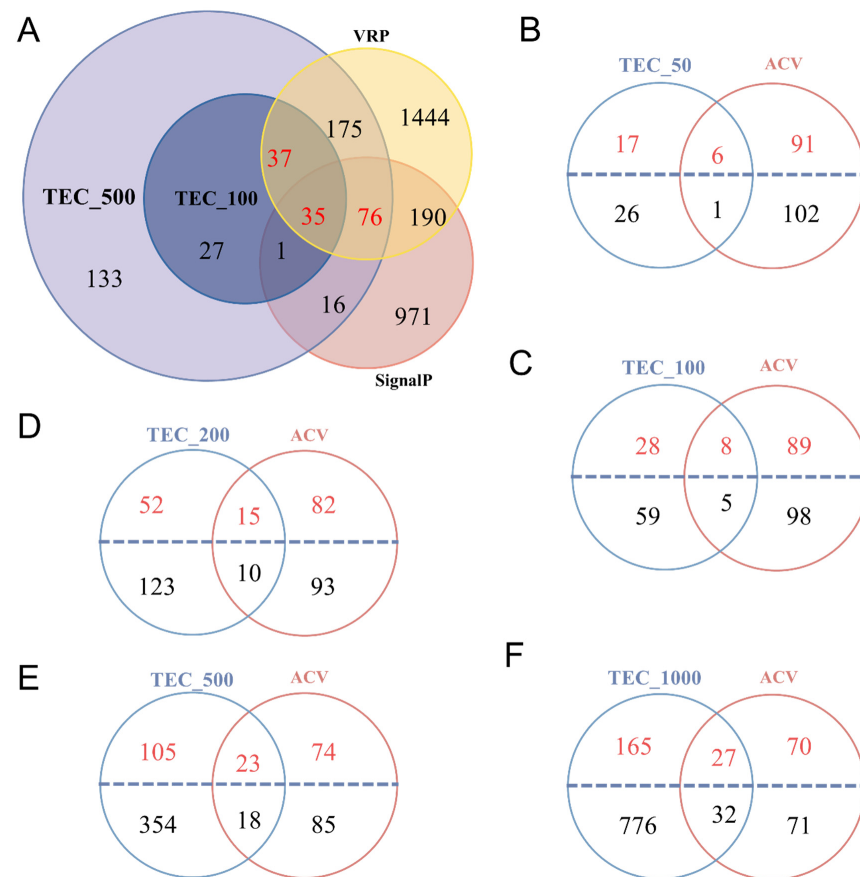 A
VRP
175
1444
37
TEC_500
TEC_100
35
76
190
27
1
133
16
971
SignalP
B
TEC_50
ACV
17
6
91
26
1
102
C
TEC_100
ACV
28
8
89
59
5
98
D
TEC_200
ACV
52
15
82
123
10
93
E
TEC_500
ACV
105
23
74
354
18
85
F
TEC_1000
ACV
165
27
70
776
32
71